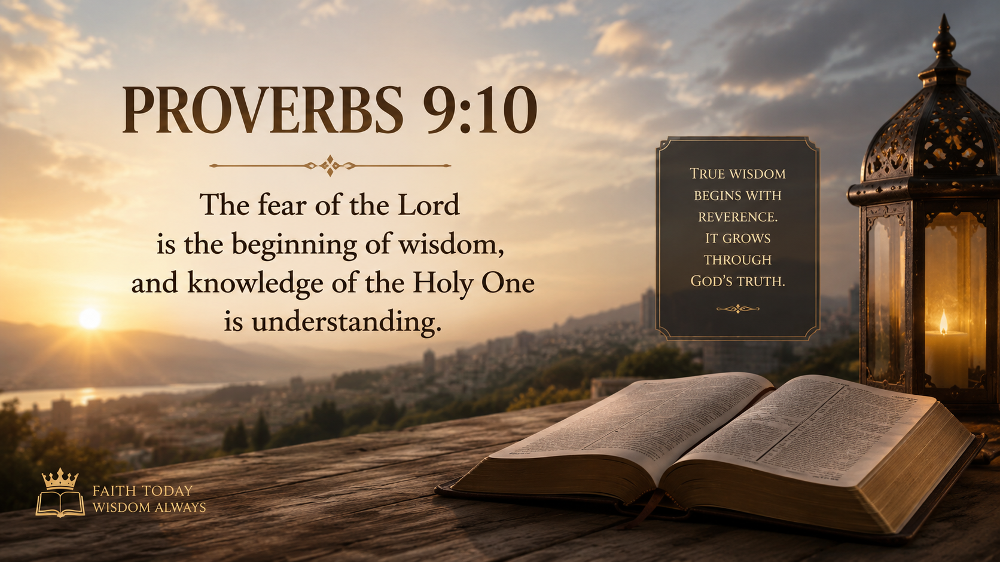 PROVERBS 9:10
The fear of the Lord
is the beginning of wisdom,
and knowledge of the Holy One
is understanding.
TRUE WISDOM
BEGINS WITH
REVERENCE.
IT GROWS
THROUGH
GOD'S TRUTH.
FAITH TODAY
WISDOM ALWAYS